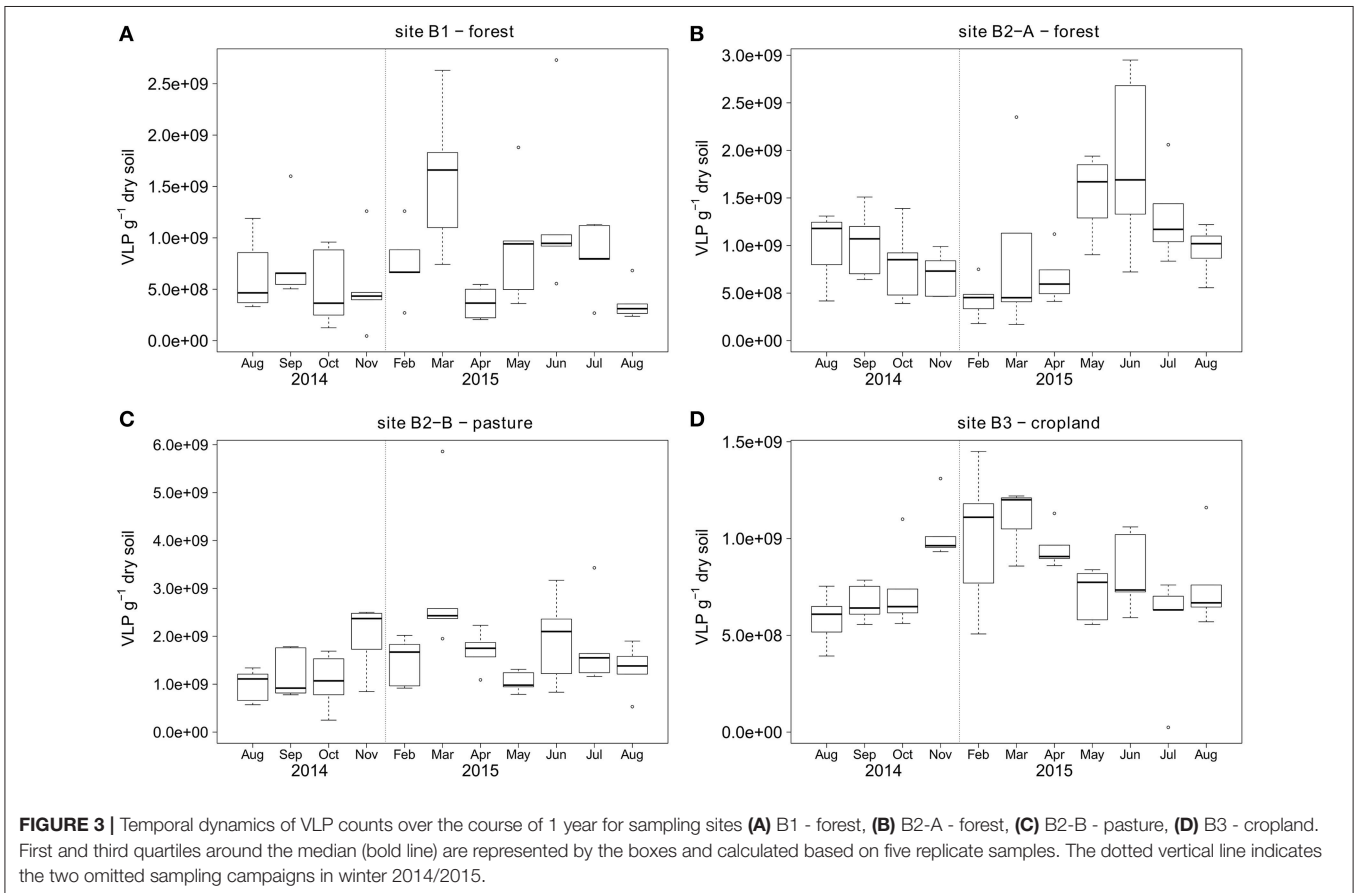 A
site B1 – forest
VLP g⁻¹ dry soil
2.5e+09
2.0e+09
1.5e+09
1.0e+09
5.0e+08
0.0e+00
Aug Sep Oct Nov Feb Mar Apr May Jun Jul Aug
2014 2015
B
site B2−A – forest
VLP g⁻¹ dry soil
3.0e+09
2.5e+09
2.0e+09
1.5e+09
1.0e+09
5.0e+08
0.0e+00
Aug Sep Oct Nov Feb Mar Apr May Jun Jul Aug
2014 2015
C
site B2−B – pasture
VLP g⁻¹ dry soil
6.0e+09
5.0e+09
4.0e+09
3.0e+09
2.0e+09
1.0e+09
0.0e+00
Aug Sep Oct Nov Feb Mar Apr May Jun Jul Aug
2014 2015
D
site B3 – cropland
VLP g⁻¹ dry soil
1.5e+09
1.0e+09
5.0e+08
0.0e+00
Aug Sep Oct Nov Feb Mar Apr May Jun Jul Aug
2014 2015
FIGURE 3 | Temporal dynamics of VLP counts over the course of 1 year for sampling sites (A) B1 - forest, (B) B2-A - forest, (C) B2-B - pasture, (D) B3 - cropland.
First and third quartiles around the median (bold line) are represented by the boxes and calculated based on five replicate samples. The dotted vertical line indicates
the two omitted sampling campaigns in winter 2014/2015.